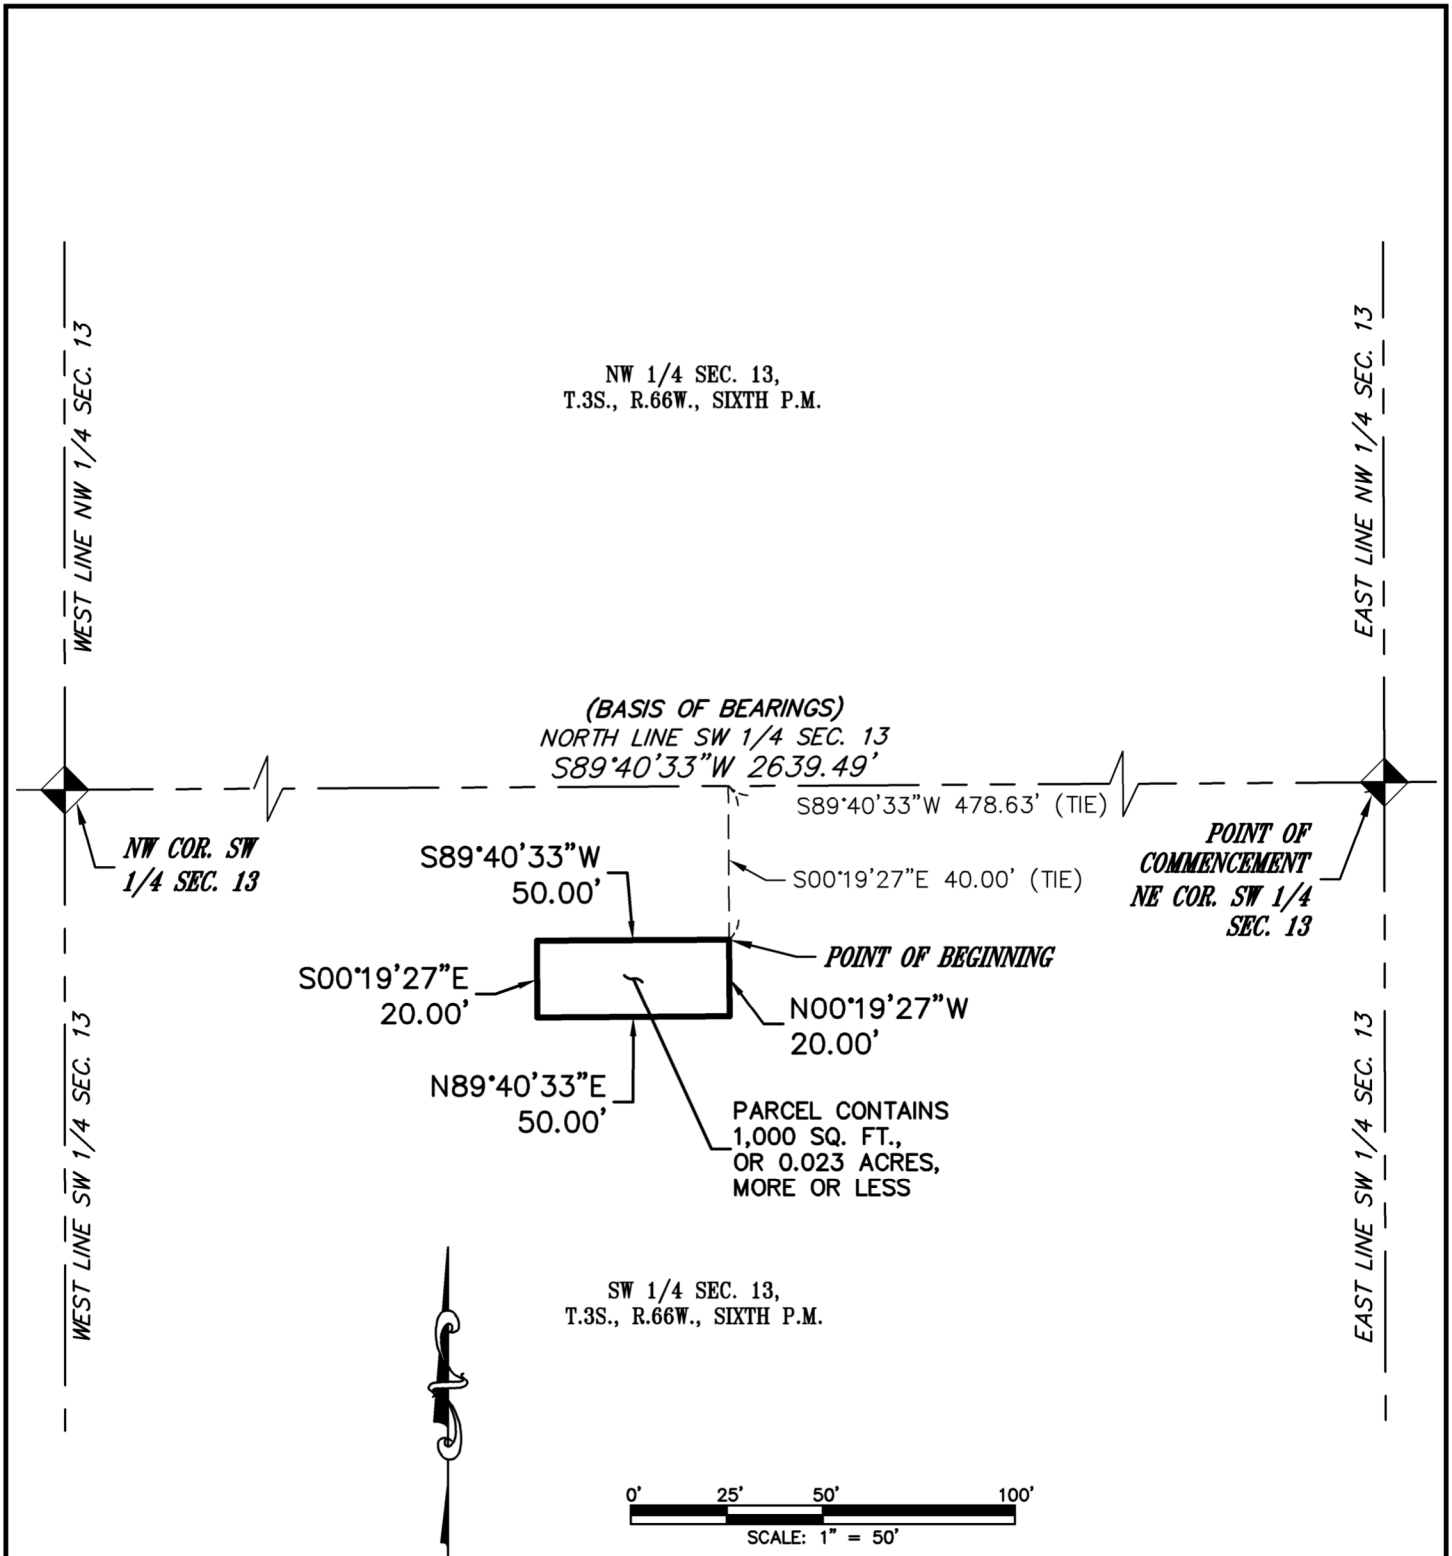 WEST LINE NW 1/4 SEC. 13
EAST LINE NW 1/4 SEC. 13
NW 1/4 SEC. 13,
T.3S., R.66W., SIXTH P.M.
(BASIS OF BEARINGS)
NORTH LINE SW 1/4 SEC. 13
S89°40'33"W 2639.49'
S89°40'33"W 478.63' (TIE)
NW COR. SW
1/4 SEC. 13
POINT OF
COMMENCEMENT
NE COR. SW 1/4
SEC. 13
S89°40'33"W
50.00'
S00°19'27"E 40.00' (TIE)
POINT OF BEGINNING
S00°19'27"E
20.00'
N00°19'27"W
20.00'
N89°40'33"E
50.00'
PARCEL CONTAINS
1,000 SQ. FT.,
OR 0.023 ACRES,
MORE OR LESS
WEST LINE SW 1/4 SEC. 13
EAST LINE SW 1/4 SEC. 13
SW 1/4 SEC. 13,
T.3S., R.66W., SIXTH P.M.
0' 25' 50' 100'
SCALE: 1" = 50'